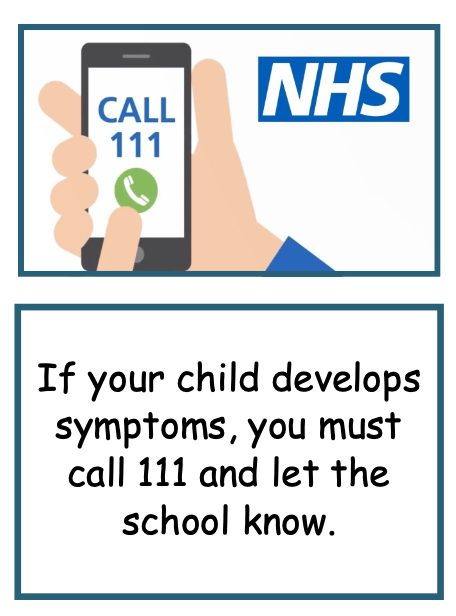 CALL
111
NHS
If your child develops
symptoms, you must
call 111 and let the
school know.